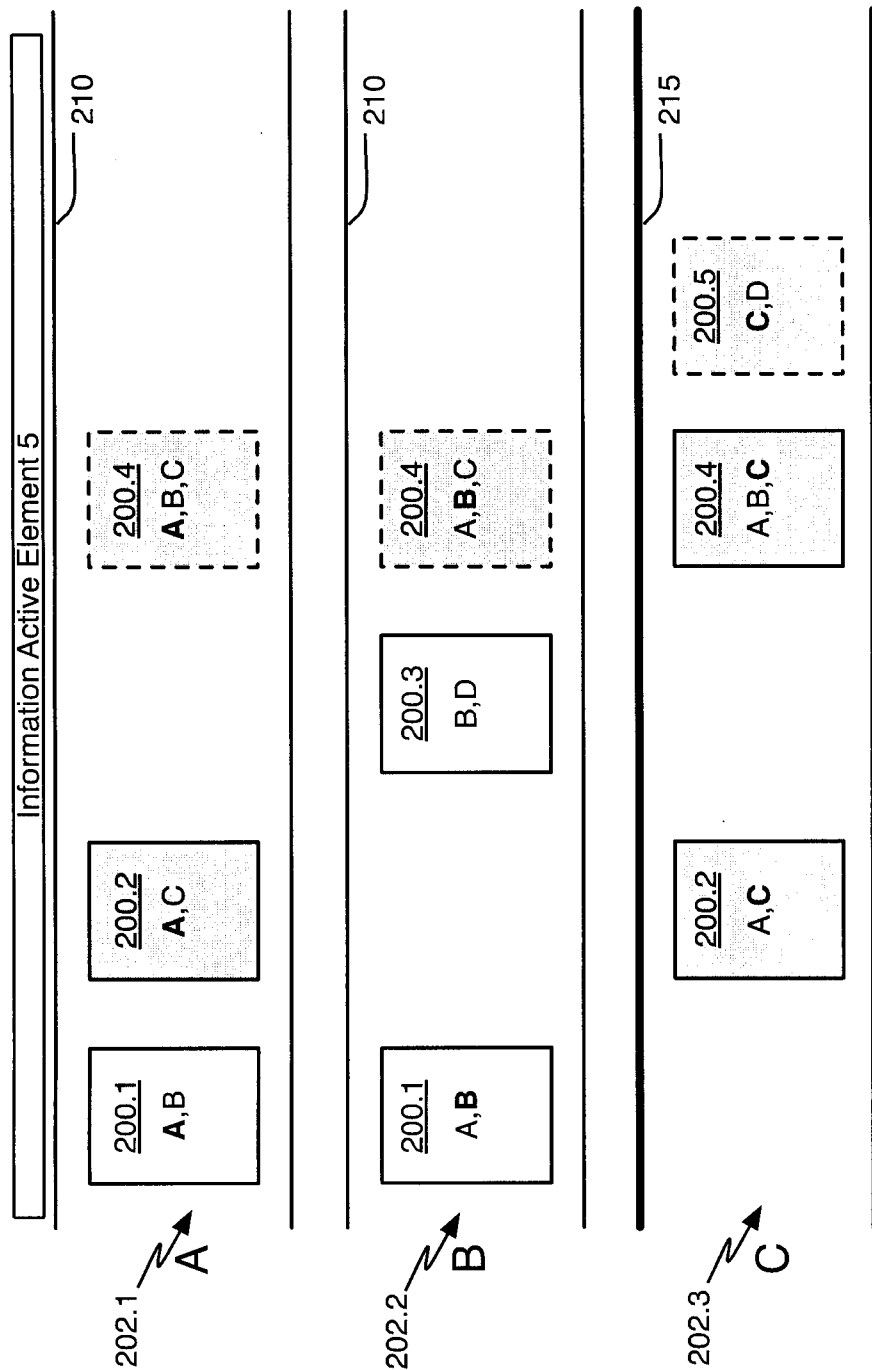 Information Active Element 5
210
202.1
A
200.1
A,B
200.2
A,C
200.4
A,B,C
210
202.2
B
200.1
A,B
200.3
B,D
200.4
A,B,C
215
202.3
C
200.2
A,C
200.4
A,B,C
200.5
C,D